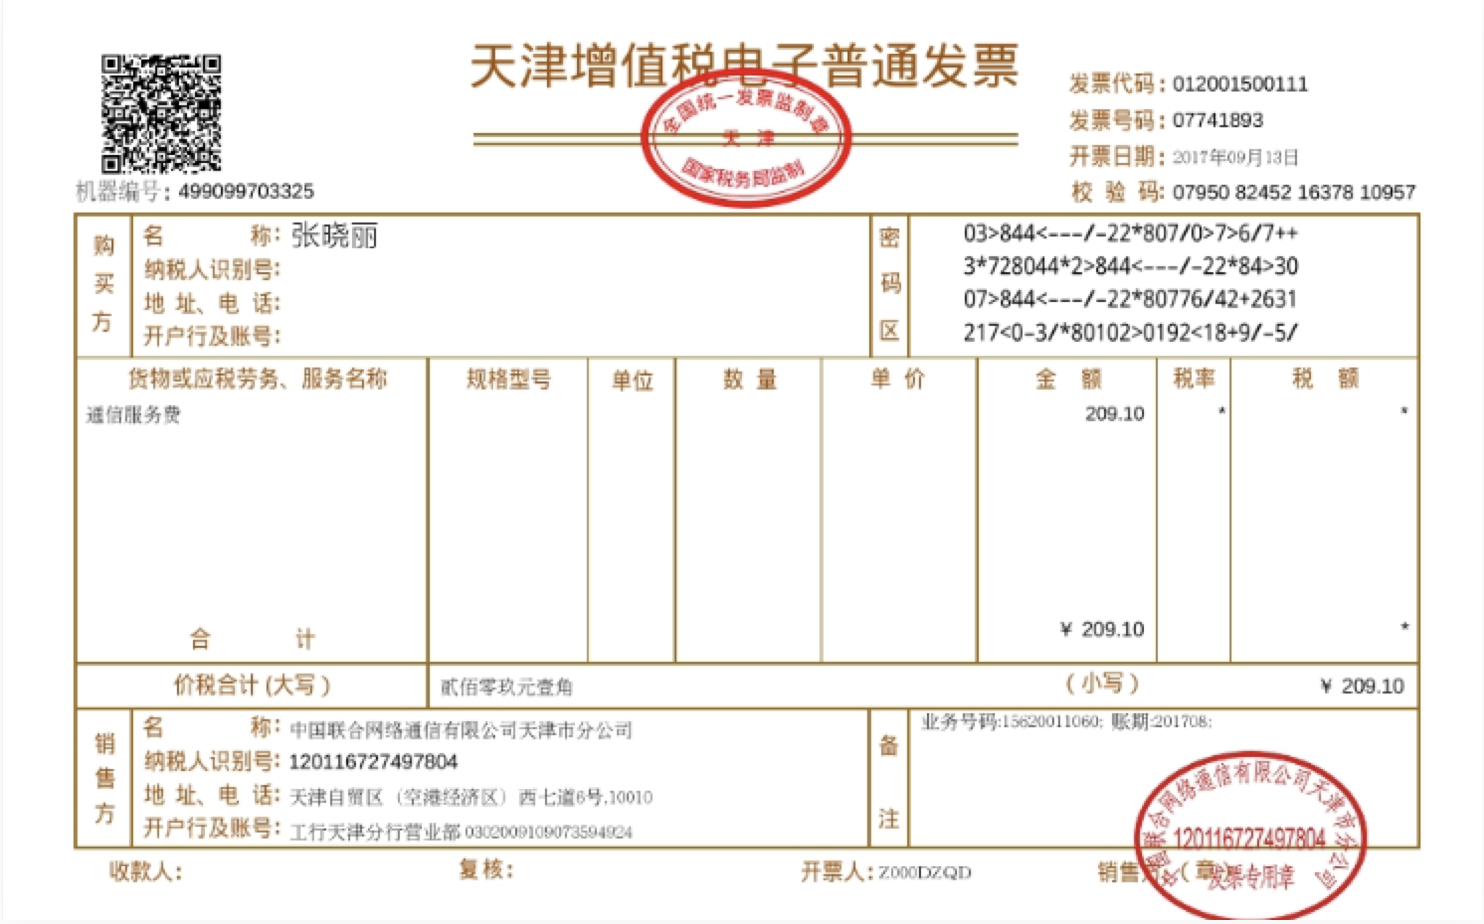 天津增值税电子普通发票
全国统一发票监制章
天 津
国家税务局监制
发票代码：012001500111
发票号码：07741893
开票日期：2017年09月13日
校 验 码：07950 82452 16378 10957
机器编号：499099703325
购买方
名 称：张晓丽
纳税人识别号：
地 址、电 话：
开户行及账号：
密码区
03>844<---/-22*807/0>7>6/7++
3*728044*2>844<---/-22*84>30
07>844<---/-22*80776/42+2631
217<0-3/*80102>0192<18+9/-5/
货物或应税劳务、服务名称 规格型号 单位 数 量 单 价 金 额 税率 税 额
通信服务费 209.10 * *
合 计 ¥ 209.10 *
价税合计(大写) 贰佰零玖元壹角 (小写) ¥ 209.10
销售方
名 称：中国联合网络通信有限公司天津市分公司
纳税人识别号：120116727497804
地 址、电 话：天津自贸区（空港经济区）西七道6号,10010
开户行及账号：工行天津分行营业部 0302009109073594924
备注
业务号码:15620011060; 账期:201708;
收款人： 复核： 开票人：Z000DZQD 销售方：（章）
中国联合网络通信有限公司天津市分公司
120116727497804
发票专用章